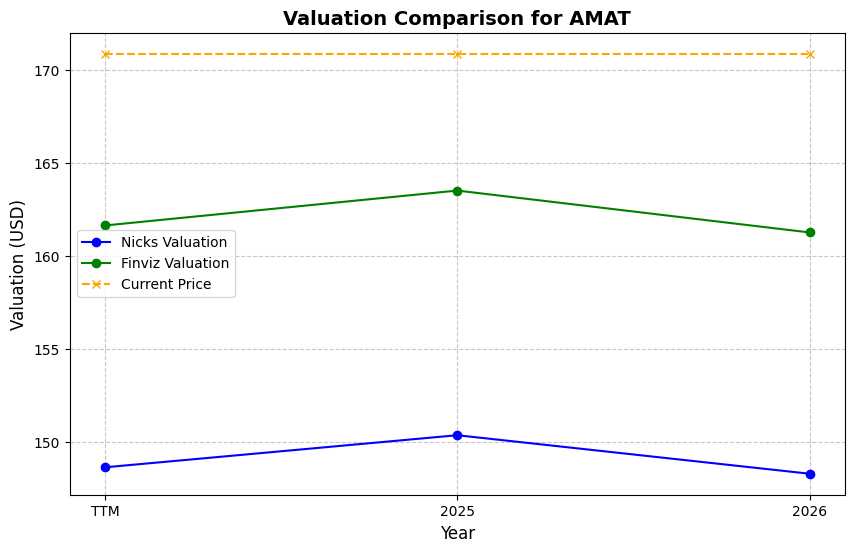 Valuation Comparison for AMAT
Valuation (USD)
170
165
160
155
150
Nicks Valuation
Finviz Valuation
Current Price
TTM
2025
2026
Year